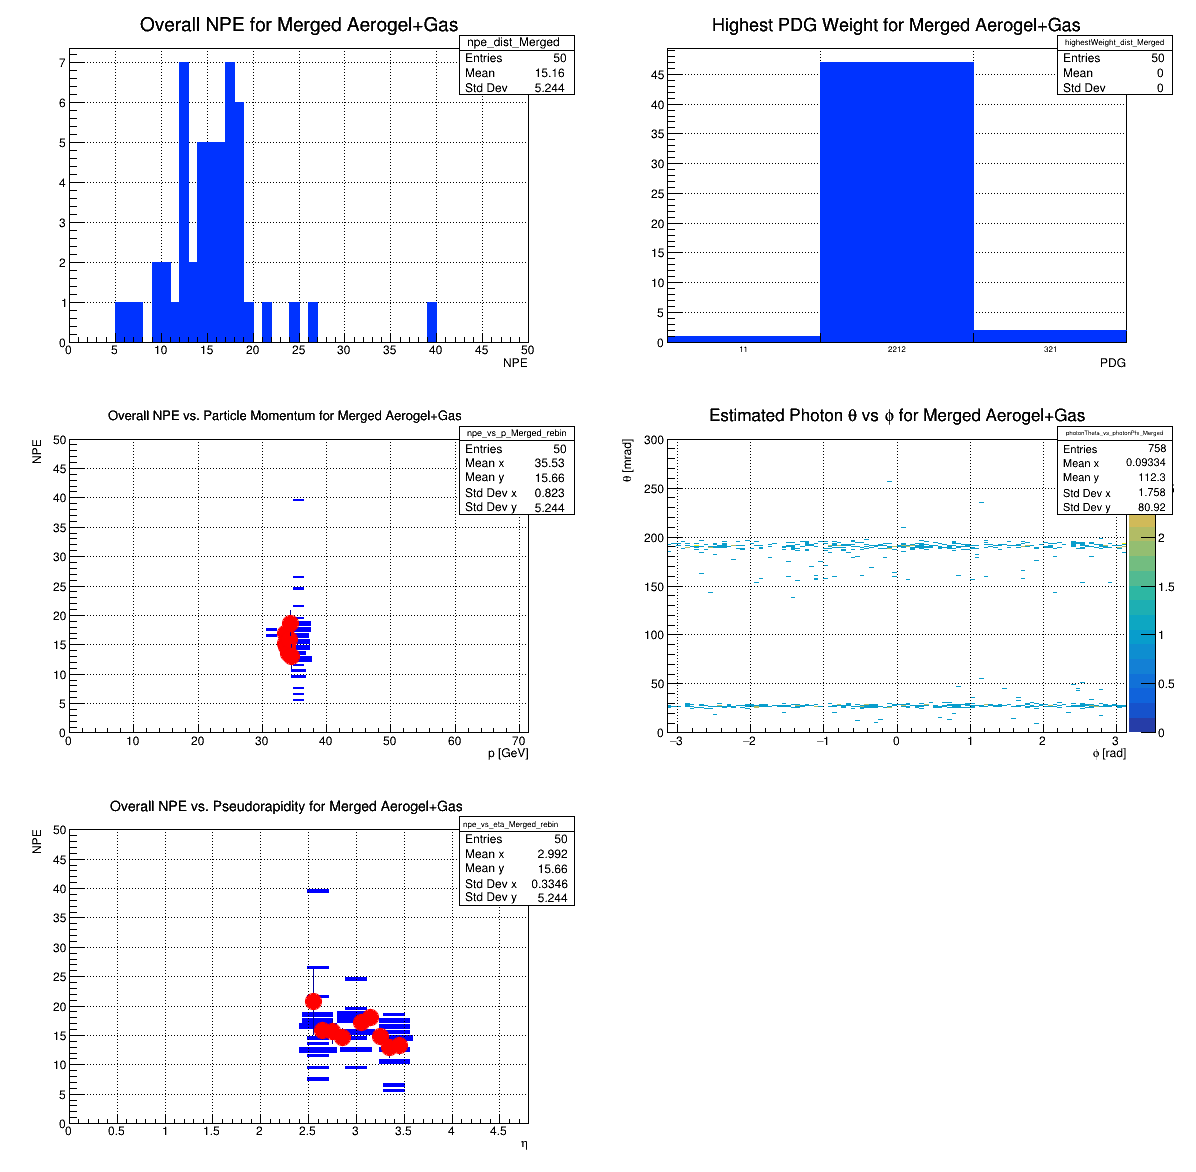 Overall NPE for Merged Aerogel+Gas
npe_dist_Merged
Entries 50
Mean 15.16
Std Dev 5.244
7
6
5
4
3
2
1
0
0 5 10 15 20 25 30 35 40 45 50
NPE
Highest PDG Weight for Merged Aerogel+Gas
highestWeight_dist_Merged
Entries 50
Mean 0
Std Dev 0
45
40
35
30
25
20
15
10
5
0
11 2212 321
PDG
Overall NPE vs. Particle Momentum for Merged Aerogel+Gas
npe_vs_p_Merged_rebin
Entries 50
Mean x 35.53
Mean y 15.66
Std Dev x 0.823
Std Dev y 5.244
NPE
50
45
40
35
30
25
20
15
10
5
0
0 10 20 30 40 50 60 70
p [GeV]
Estimated Photon θ vs ϕ for Merged Aerogel+Gas
photonTheta_vs_photonPhi_Merged
Entries 758
Mean x 0.09334
Mean y 112.3
Std Dev x 1.758
Std Dev y 80.92
θ [mrad]
300
250
200
150
100
50
0
−3 −2 −1 0 1 2 3
ϕ [rad]
2
1.5
1
0.5
0
Overall NPE vs. Pseudorapidity for Merged Aerogel+Gas
npe_vs_eta_Merged_rebin
Entries 50
Mean x 2.992
Mean y 15.66
Std Dev x 0.3346
Std Dev y 5.244
NPE
50
45
40
35
30
25
20
15
10
5
0
0 0.5 1 1.5 2 2.5 3 3.5 4 4.5
η